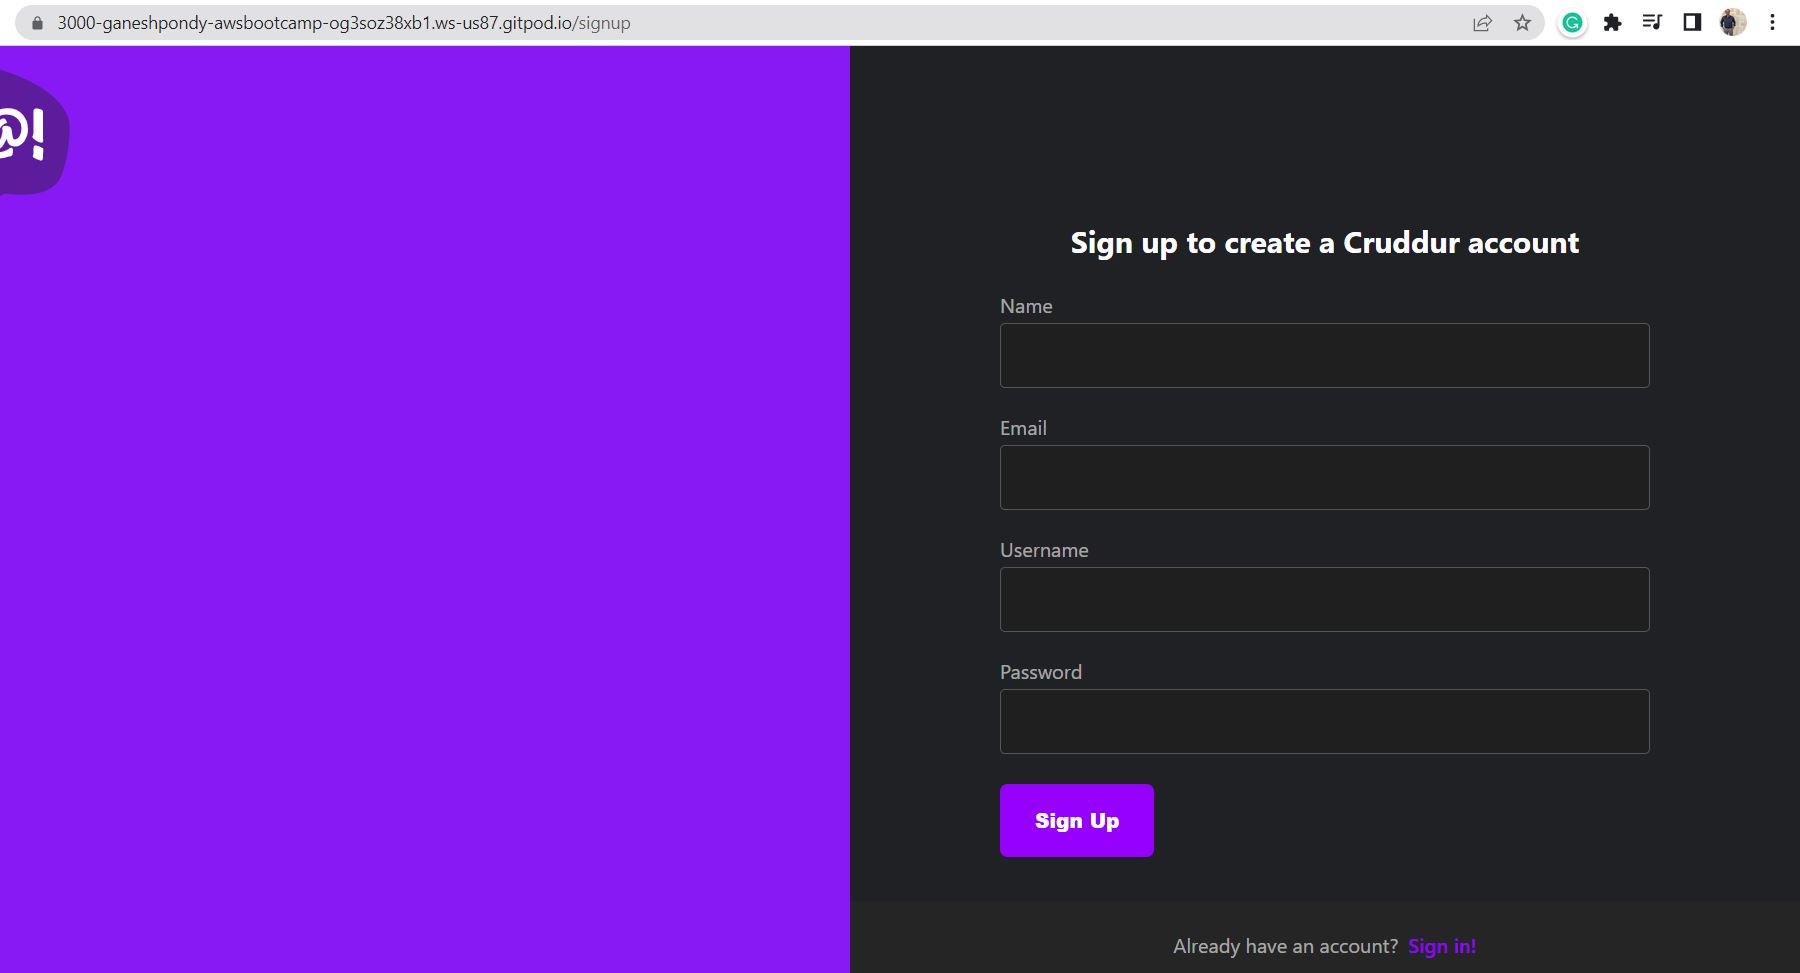 3000-ganeshpondy-awsbootcamp-og3soz38xb1.ws-us87.gitpod.io/signup
@!
Sign up to create a Cruddur account
Name
Email
Username
Password
Sign Up
Already have an account? Sign in!